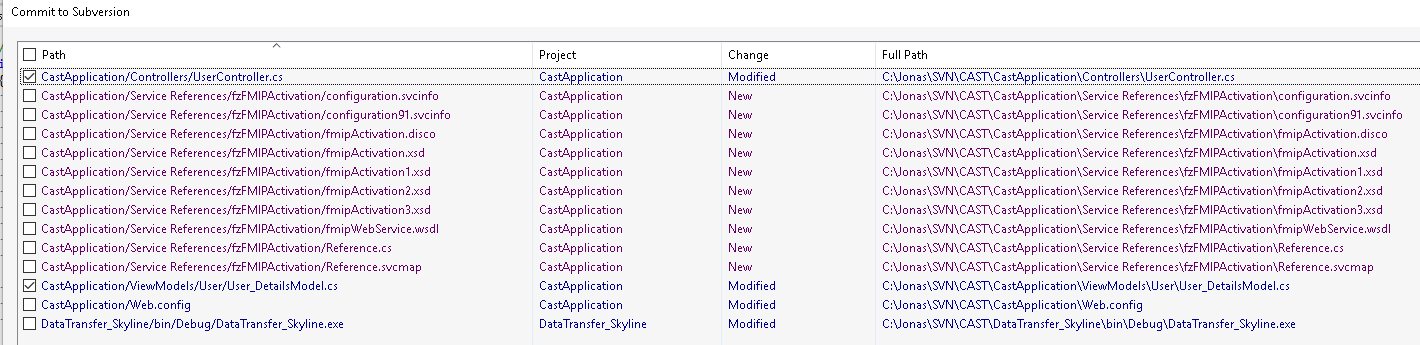 Commit to Subversion
Path Project Change Full Path
CastApplication/Controllers/UserController.cs CastApplication Modified C:\Jonas\SVN\CAST\CastApplication\Controllers\UserController.cs
CastApplication/Service References/fzFMIPActivation/configuration.svcinfo CastApplication New C:\Jonas\SVN\CAST\CastApplication\Service References\fzFMIPActivation\configuration.svcinfo
CastApplication/Service References/fzFMIPActivation/configuration91.svcinfo CastApplication New C:\Jonas\SVN\CAST\CastApplication\Service References\fzFMIPActivation\configuration91.svcinfo
CastApplication/Service References/fzFMIPActivation/fmipActivation.disco CastApplication New C:\Jonas\SVN\CAST\CastApplication\Service References\fzFMIPActivation\fmipActivation.disco
CastApplication/Service References/fzFMIPActivation/fmipActivation.xsd CastApplication New C:\Jonas\SVN\CAST\CastApplication\Service References\fzFMIPActivation\fmipActivation.xsd
CastApplication/Service References/fzFMIPActivation/fmipActivation1.xsd CastApplication New C:\Jonas\SVN\CAST\CastApplication\Service References\fzFMIPActivation\fmipActivation1.xsd
CastApplication/Service References/fzFMIPActivation/fmipActivation2.xsd CastApplication New C:\Jonas\SVN\CAST\CastApplication\Service References\fzFMIPActivation\fmipActivation2.xsd
CastApplication/Service References/fzFMIPActivation/fmipActivation3.xsd CastApplication New C:\Jonas\SVN\CAST\CastApplication\Service References\fzFMIPActivation\fmipActivation3.xsd
CastApplication/Service References/fzFMIPActivation/fmipWebService.wsdl CastApplication New C:\Jonas\SVN\CAST\CastApplication\Service References\fzFMIPActivation\fmipWebService.wsdl
CastApplication/Service References/fzFMIPActivation/Reference.cs CastApplication New C:\Jonas\SVN\CAST\CastApplication\Service References\fzFMIPActivation\Reference.cs
CastApplication/Service References/fzFMIPActivation/Reference.svcmap CastApplication New C:\Jonas\SVN\CAST\CastApplication\Service References\fzFMIPActivation\Reference.svcmap
CastApplication/ViewModels/User/User_DetailsModel.cs CastApplication Modified C:\Jonas\SVN\CAST\CastApplication\ViewModels\User\User_DetailsModel.cs
CastApplication/Web.config CastApplication Modified C:\Jonas\SVN\CAST\CastApplication\Web.config
DataTransfer_Skyline/bin/Debug/DataTransfer_Skyline.exe DataTransfer_Skyline Modified C:\Jonas\SVN\CAST\DataTransfer_Skyline\bin\Debug\DataTransfer_Skyline.exe